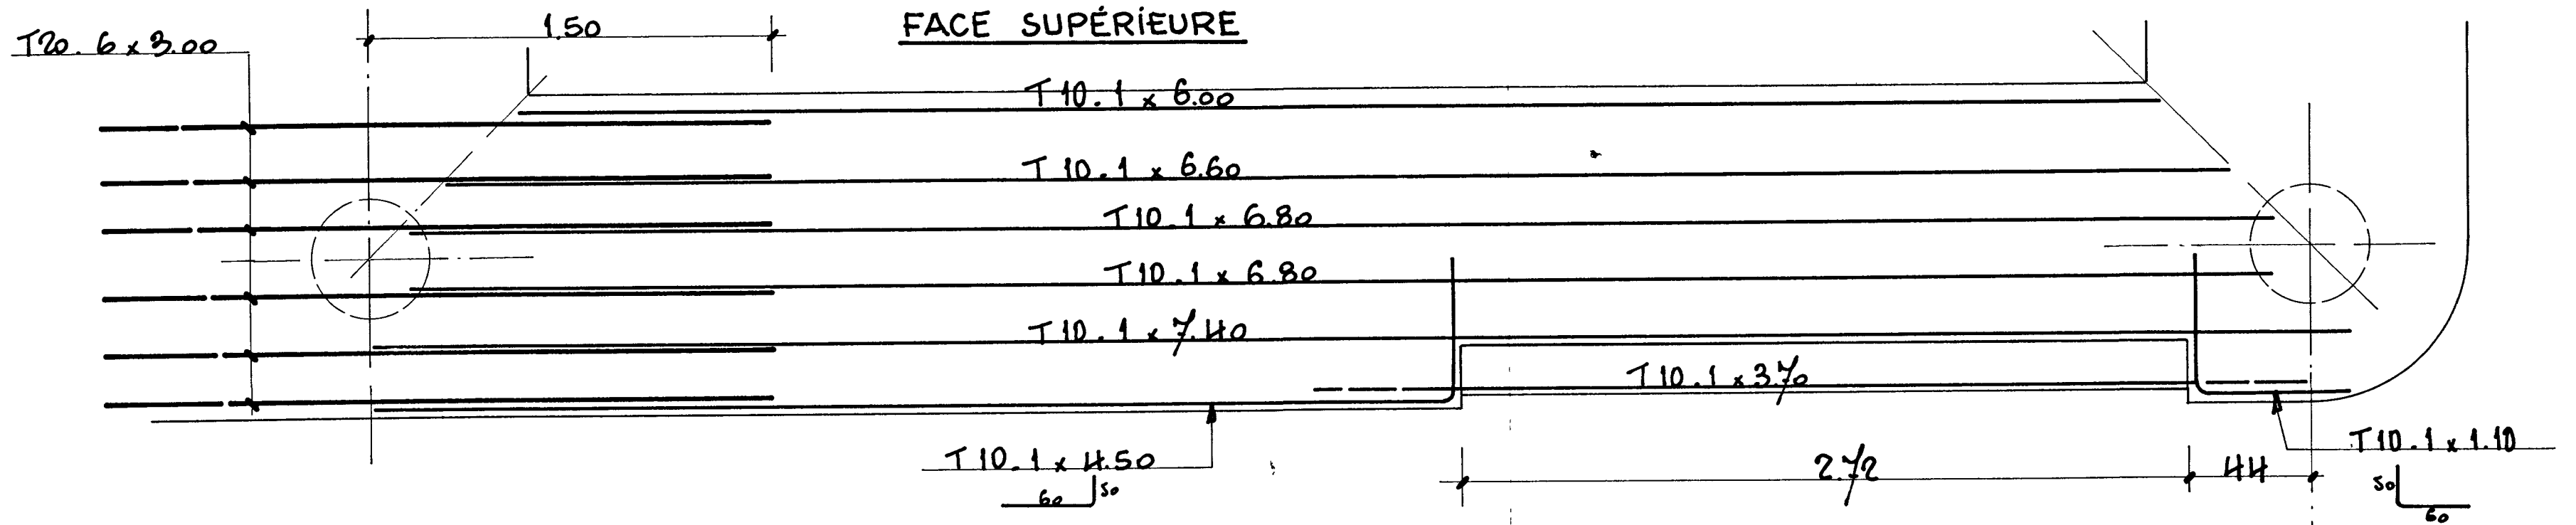 FACE SUPÉRIEURE
T20. 6 x 3.00
1.50
T10.1 x 6.00
T10.1 x 6.60
T10.1 x 6.80
T10.1 x 6.80
T10.1 x 7.40
T10.1 x 3.70
T10.1 x 4.50
60
50
2.72
44
T10.1 x 1.10
50
60